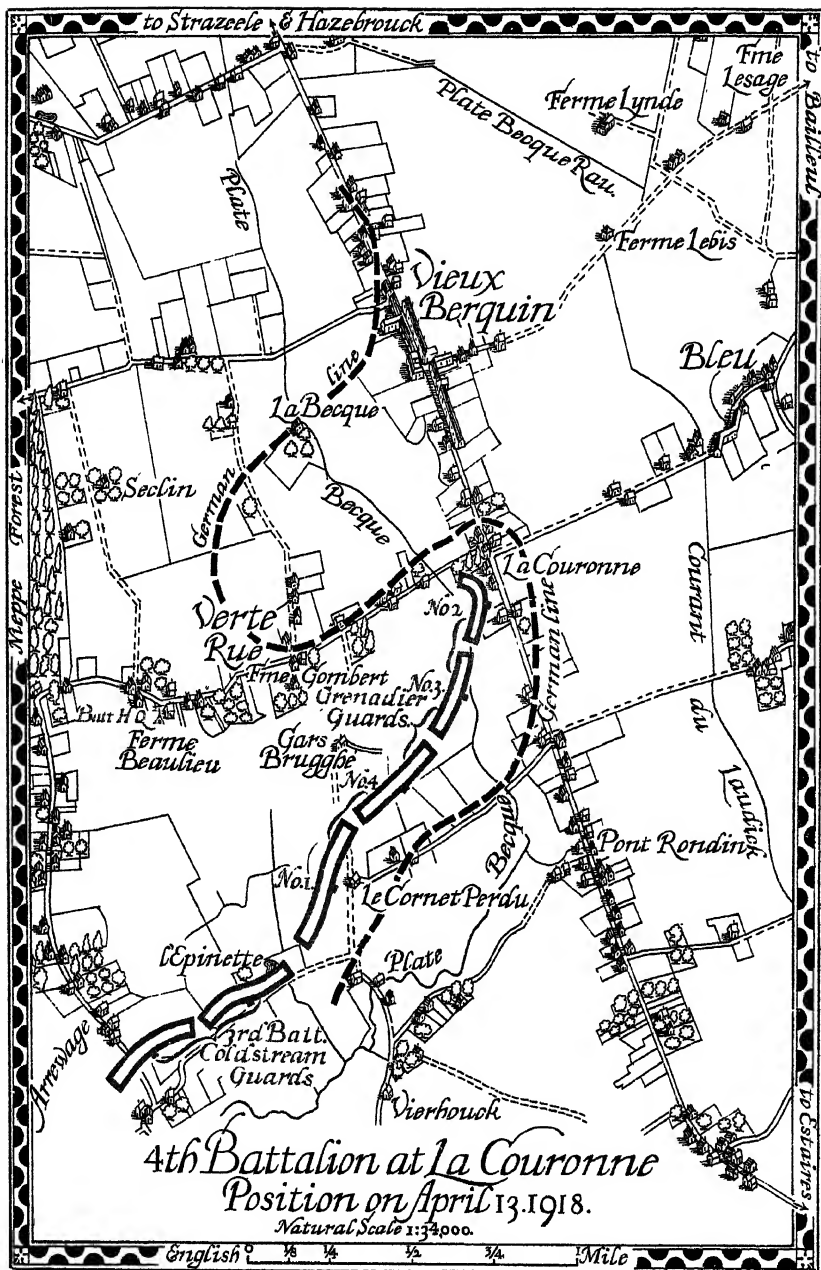 to Strazeele & Hazebrouck
to Bailleul
Fme
Lesage
Ferme Lynde
Plate Becque Rau.
Plate
Ferme Lebis
Vieux
Berquin
Bleu
line
La Becque
German
Becque
Seclin
Nieppe Forest
La Couronne
No. 2.
German line
Courant
du
Laudick
Verte
Rue
Fme Gombert
Grenadier
Guards.
No. 3.
Batt H.Q.
Ferme
Beaulieu
Gars
Brugghe
No. 4.
Becque
Pont Rondin
No. 1.
Le Cornet Perdu
l'Epinette
Plate
3rd Batt.
Coldstream
Guards
Arrewage
Vierhouck
to Estaires
4th Battalion at La Couronne
Position on April 13. 1918.
Natural Scale 1:34,000.
English 0 1/8 1/4 1/2 3/4 1 Mile